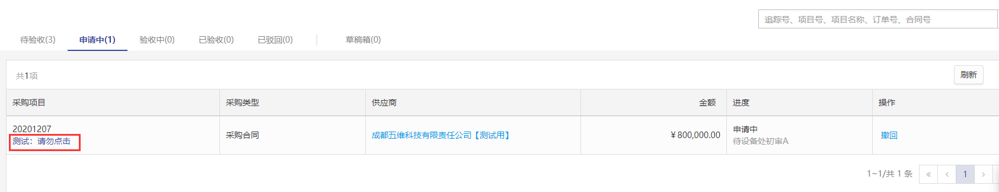 追踪号、项目号、项目名称、订单号、合同号
待验收(3) 申请中(1) 验收中(0) 已验收(0) 已驳回(0) 草稿箱(0)
共1项 刷新
采购项目 采购类型 供应商 金额 进度 操作
20201207
测试：请勿点击
采购合同
成都五维科技有限责任公司【测试用】
￥800,000.00
申请中
待设备处初审A
撤回
1~1/共 1 条 « ‹ 1 ›